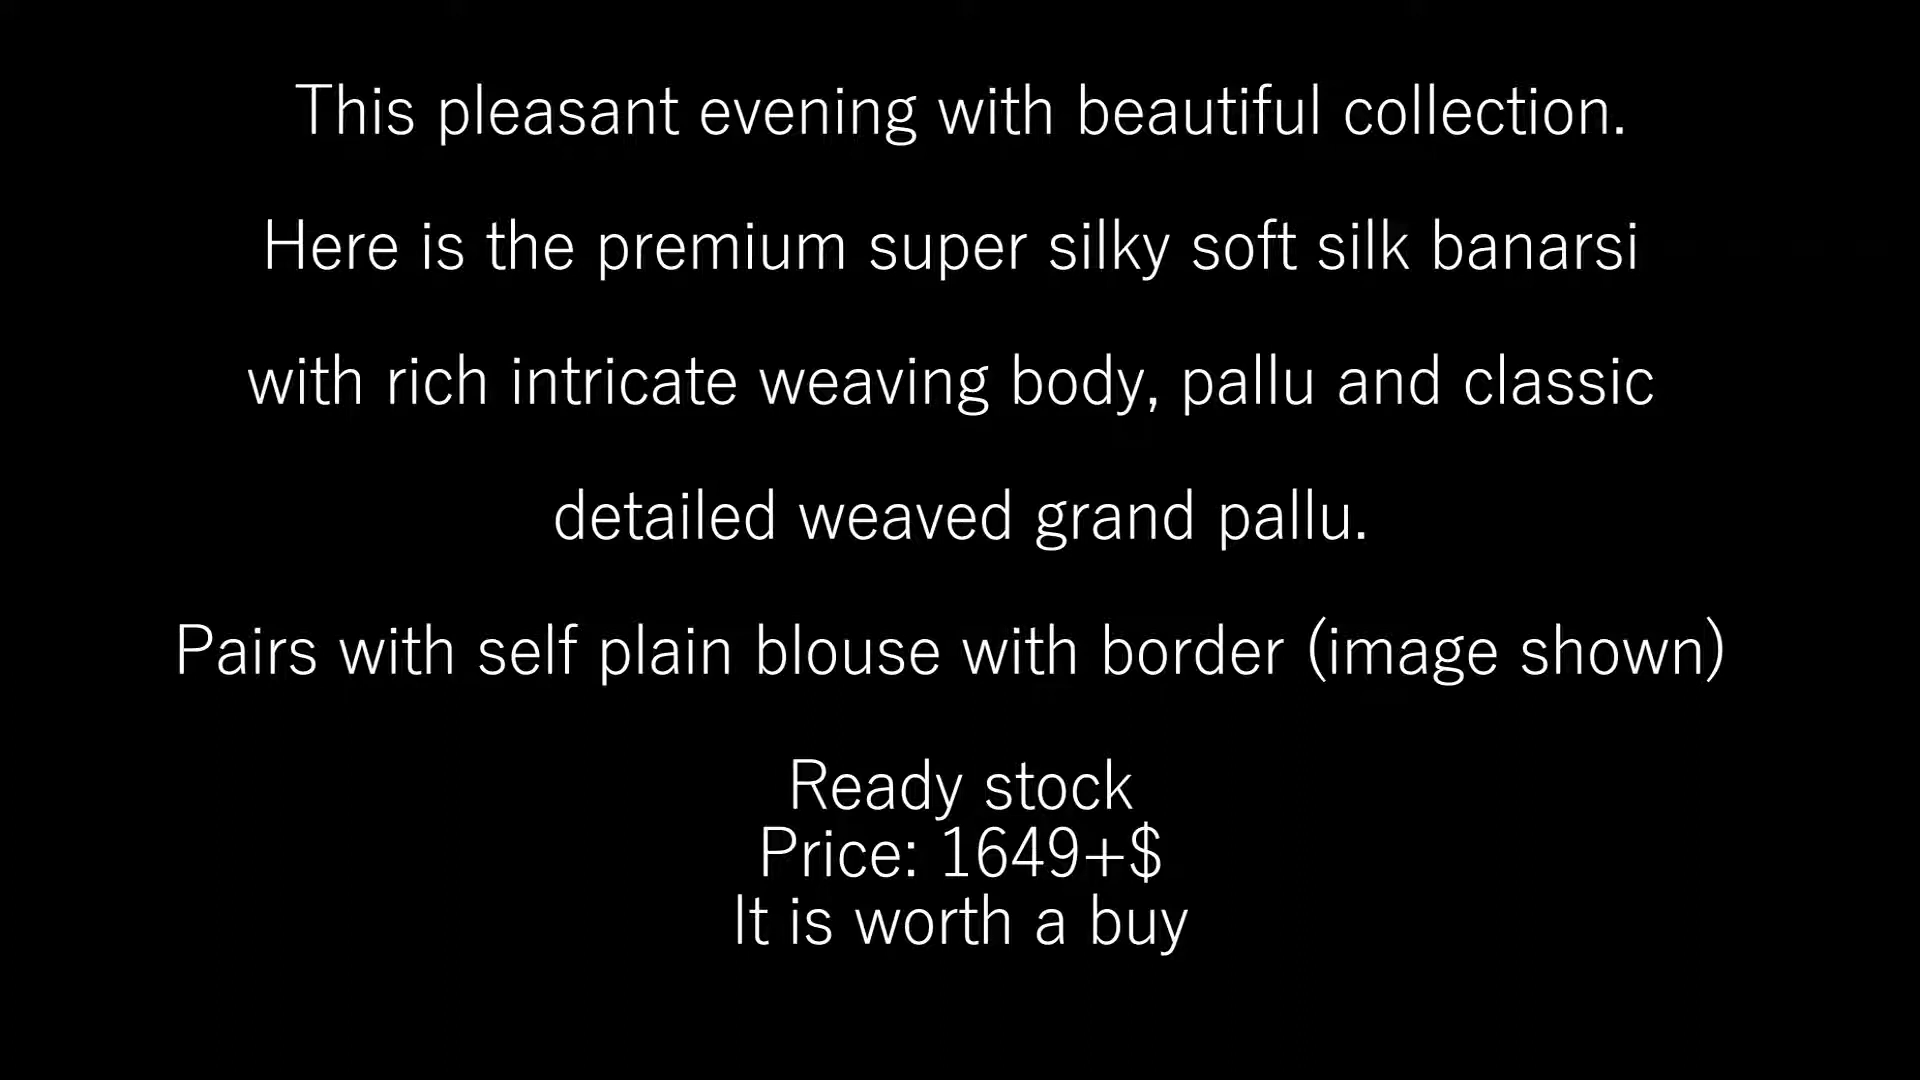 This pleasant evening with beautiful collection.
Here is the premium super silky soft silk banarsi
with rich intricate weaving body, pallu and classic
detailed weaved grand pallu.
Pairs with self plain blouse with border (image shown)
Ready stock
Price: 1649+$
It is worth a buy